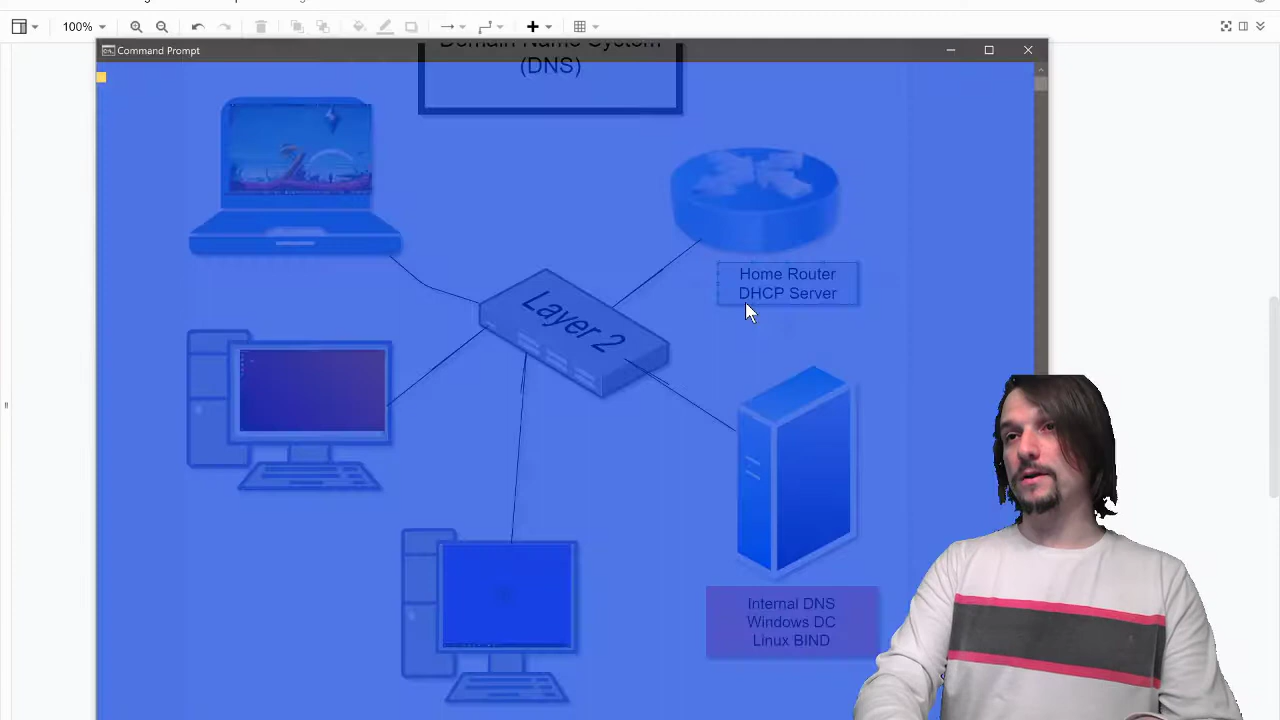 100%
Command Prompt
Domain Name System
(DNS)
Home Router
DHCP Server
Layer 2
Internal DNS
Windows DC
Linux BIND